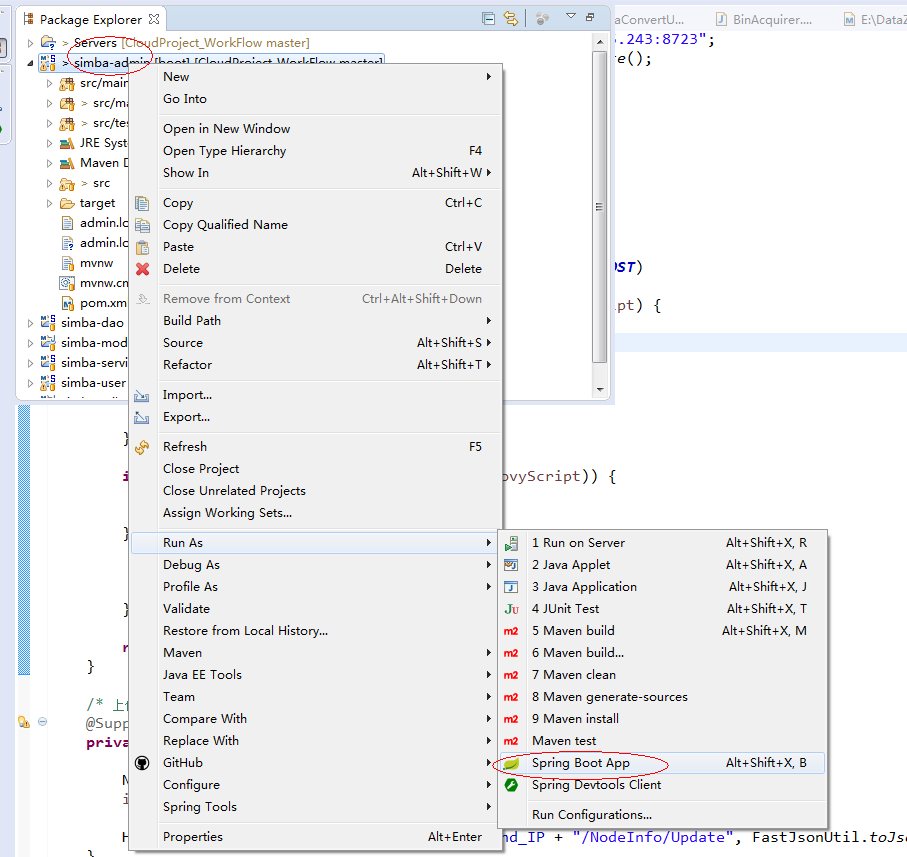 Package Explorer
aConvertU...
BinAcquirer....
E:\DataZ
> Servers [CloudProject_WorkFlow master]
.243:8723";
> simba-admin [boot] [CloudProject_WorkFlow master]
re();
src/main
> src/ma
> src/tes
JRE Syst
Maven D
> src
target
admin.lo
admin.lo
mvnw
mvnw.cm
pom.xm
simba-dao
simba-mod
simba-servi
simba-user
New
Go Into
Open in New Window
Open Type Hierarchy F4
Show In Alt+Shift+W
Copy Ctrl+C
Copy Qualified Name
Paste Ctrl+V
Delete Delete
Remove from Context Ctrl+Alt+Shift+Down
Build Path
Source Alt+Shift+S
Refactor Alt+Shift+T
Import...
Export...
Refresh F5
Close Project
Close Unrelated Projects
Assign Working Sets...
Run As
Debug As
Profile As
Validate
Restore from Local History...
Maven
Java EE Tools
Team
Compare With
Replace With
GitHub
Configure
Spring Tools
Properties Alt+Enter
OST)
ipt) {
}
i
ovyScript)) {
}
}
r
}
/* 上
@Supp
priva
N
i
H
nd_IP + "/NodeInfo/Update", FastJsonUtil.toJso
}
1 Run on Server Alt+Shift+X, R
2 Java Applet Alt+Shift+X, A
3 Java Application Alt+Shift+X, J
4 JUnit Test Alt+Shift+X, T
5 Maven build Alt+Shift+X, M
6 Maven build...
7 Maven clean
8 Maven generate-sources
9 Maven install
Maven test
Spring Boot App Alt+Shift+X, B
Spring Devtools Client
Run Configurations...